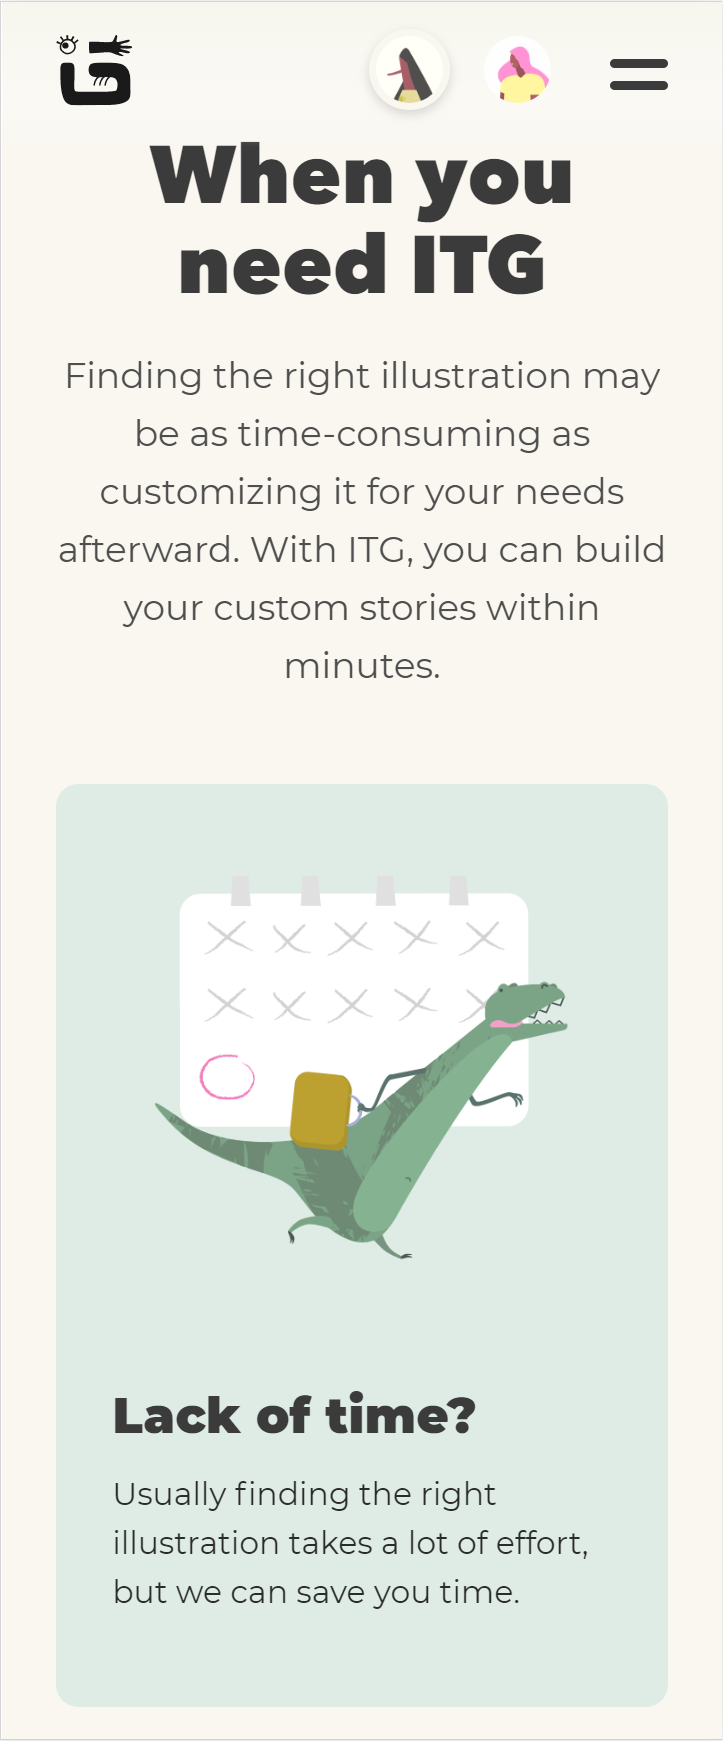 When you
need ITG
Finding the right illustration may
be as time-consuming as
customizing it for your needs
afterward. With ITG, you can build
your custom stories within
minutes.
Lack of time?
Usually finding the right
illustration takes a lot of effort,
but we can save you time.